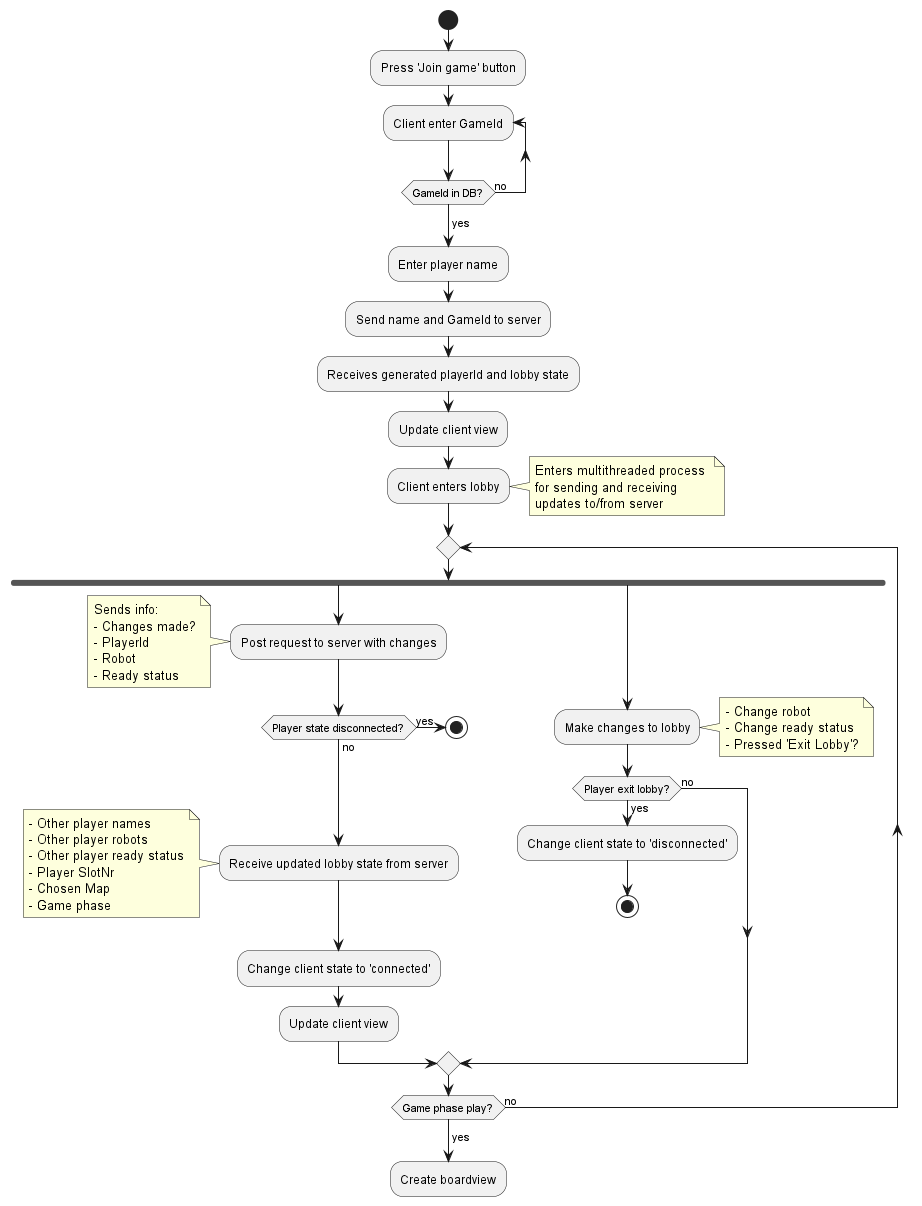 Press 'Join game' button
Client enter GameId
GameId in DB?
no
yes
Enter player name
Send name and GameId to server
Receives generated playerId and lobby state
Update client view
Client enters lobby
Enters multithreaded process
for sending and receiving
updates to/from server
Sends info:
- Changes made?
- PlayerId
- Robot
- Ready status
Post request to server with changes
Player state disconnected?
yes
no
- Other player names
- Other player robots
- Other player ready status
- Player SlotNr
- Chosen Map
- Game phase
Receive updated lobby state from server
Change client state to 'connected'
Update client view
Make changes to lobby
- Change robot
- Change ready status
- Pressed 'Exit Lobby'?
Player exit lobby?
no
yes
Change client state to 'disconnected'
Game phase play?
no
yes
Create boardview